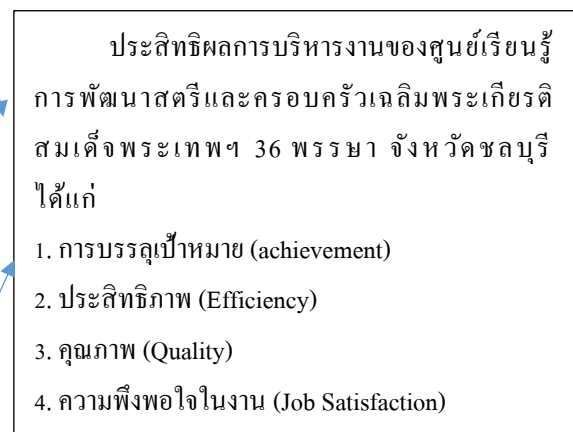 ประสิทธิผลการบริหารงานของศูนย์เรียนรู้
การพัฒนาสตรีและครอบครัวเฉลิมพระเกียรติ
สมเด็จพระเทพฯ 36 พรรษา จังหวัดชลบุรี
ได้แก่
1. การบรรลุเป้าหมาย (achievement)
2. ประสิทธิภาพ (Efficiency)
3. คุณภาพ (Quality)
4. ความพึงพอใจในงาน (Job Satisfaction)